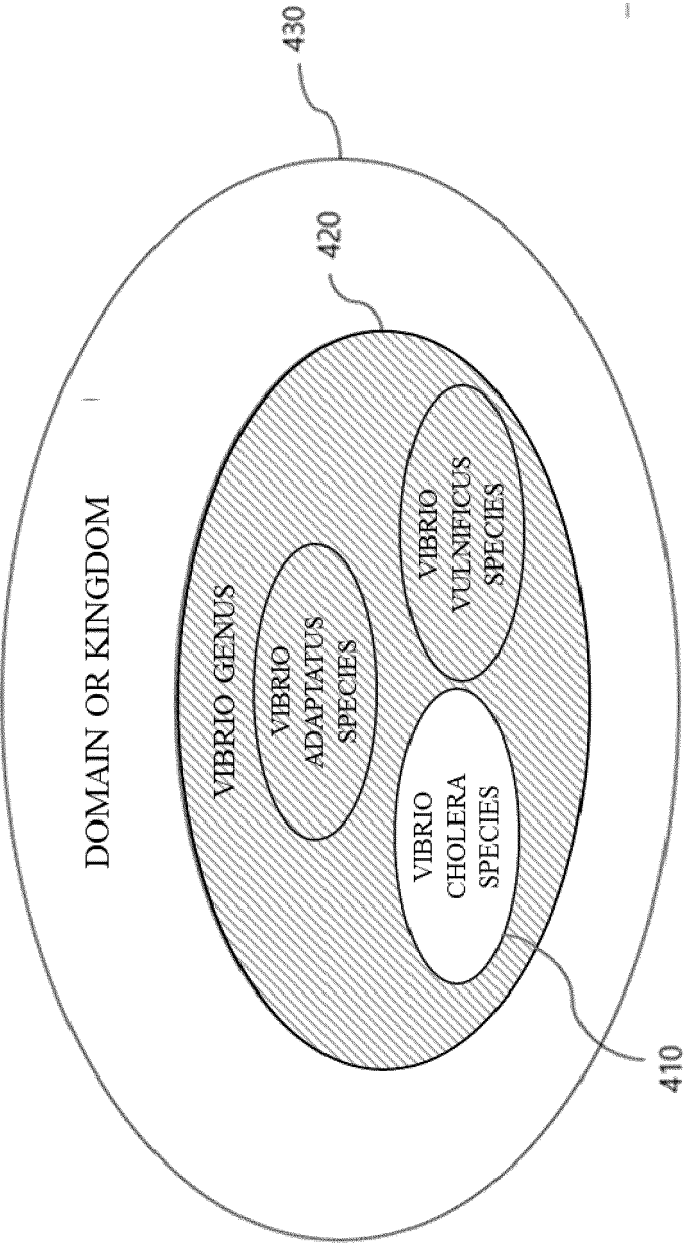 430
420
DOMAIN OR KINGDOM
VIBRIO GENUS
VIBRIO
ADAPTATUS
SPECIES
VIBRIO
CHOLERA
SPECIES
VIBRIO
VULNIFICUS
SPECIES
410